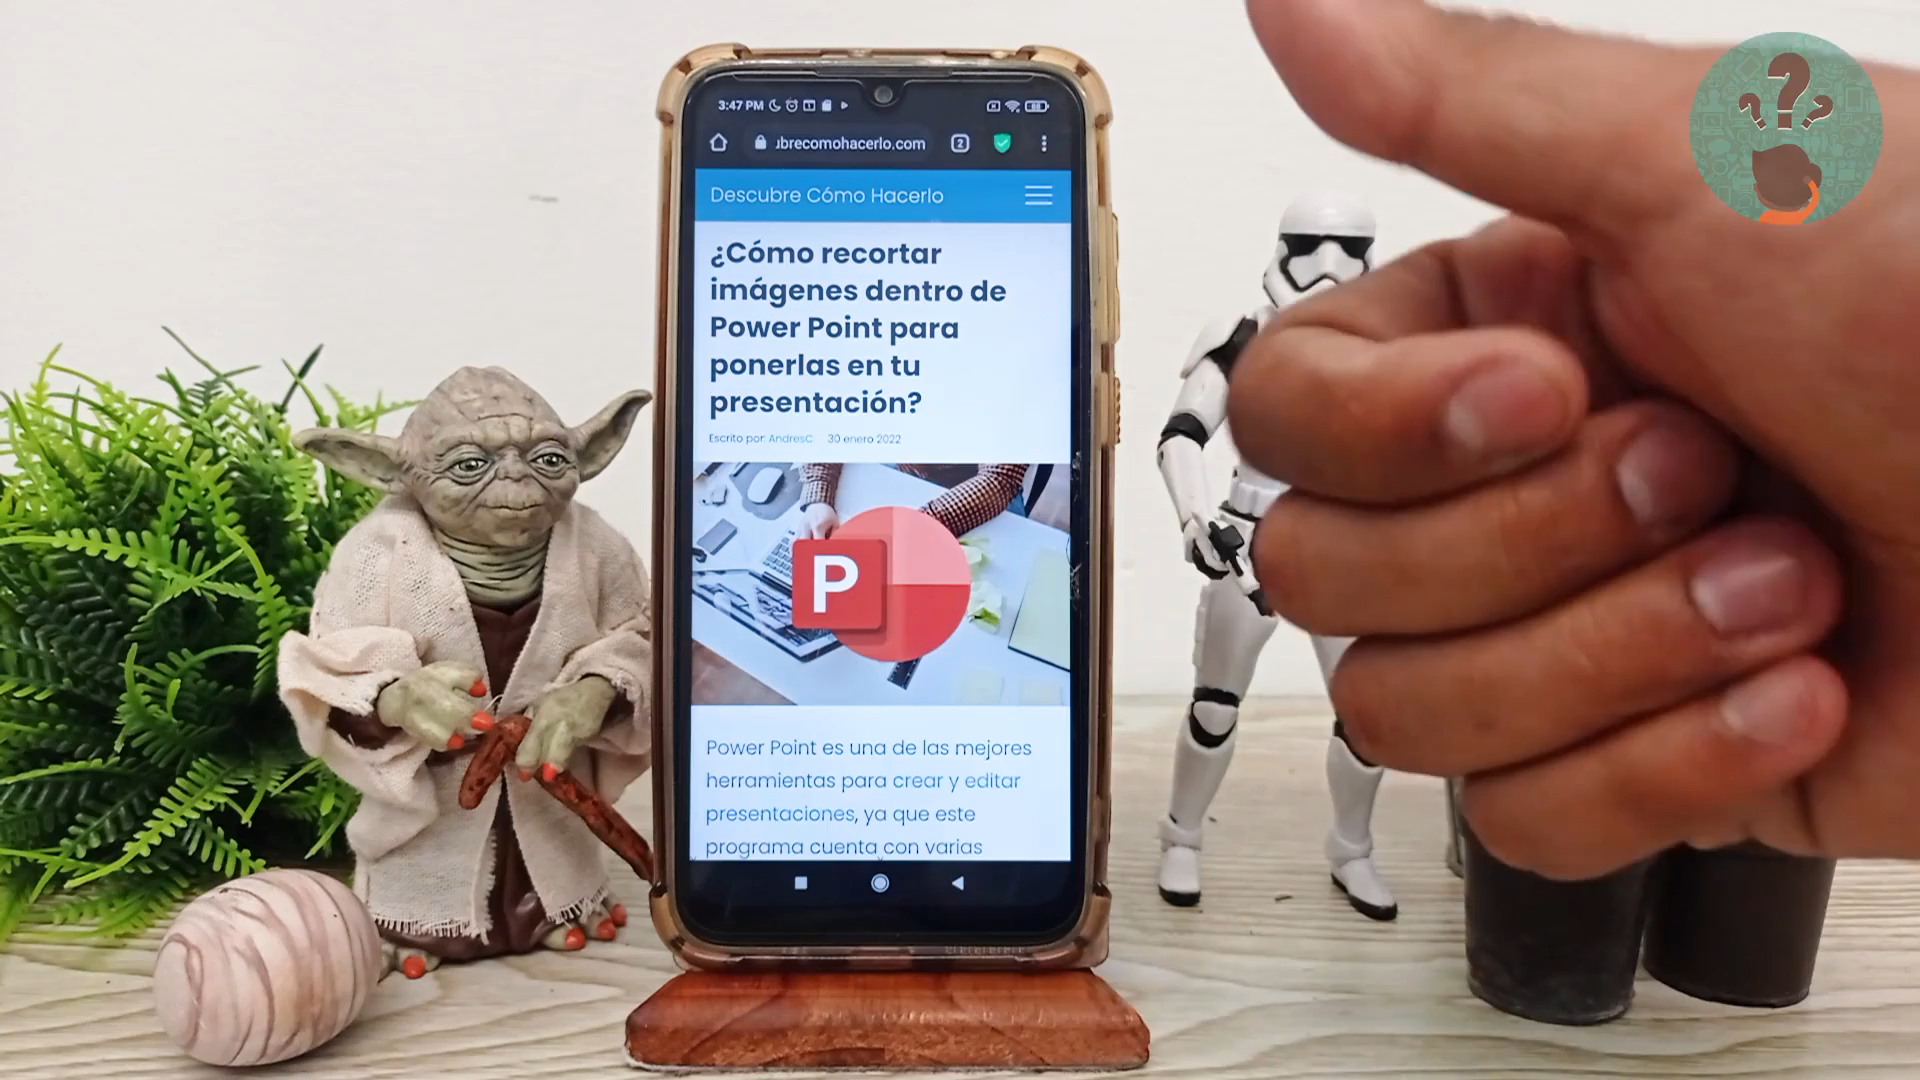 3:47 PM
ubrecomohacerlo.com
2
Descubre Cómo Hacerlo
¿Cómo recortar
imágenes dentro de
Power Point para
ponerlas en tu
presentación?
Escrito por: AndresC 30 enero 2022
P
Power Point es una de las mejores
herramientas para crear y editar
presentaciones, ya que este
programa cuenta con varias
???